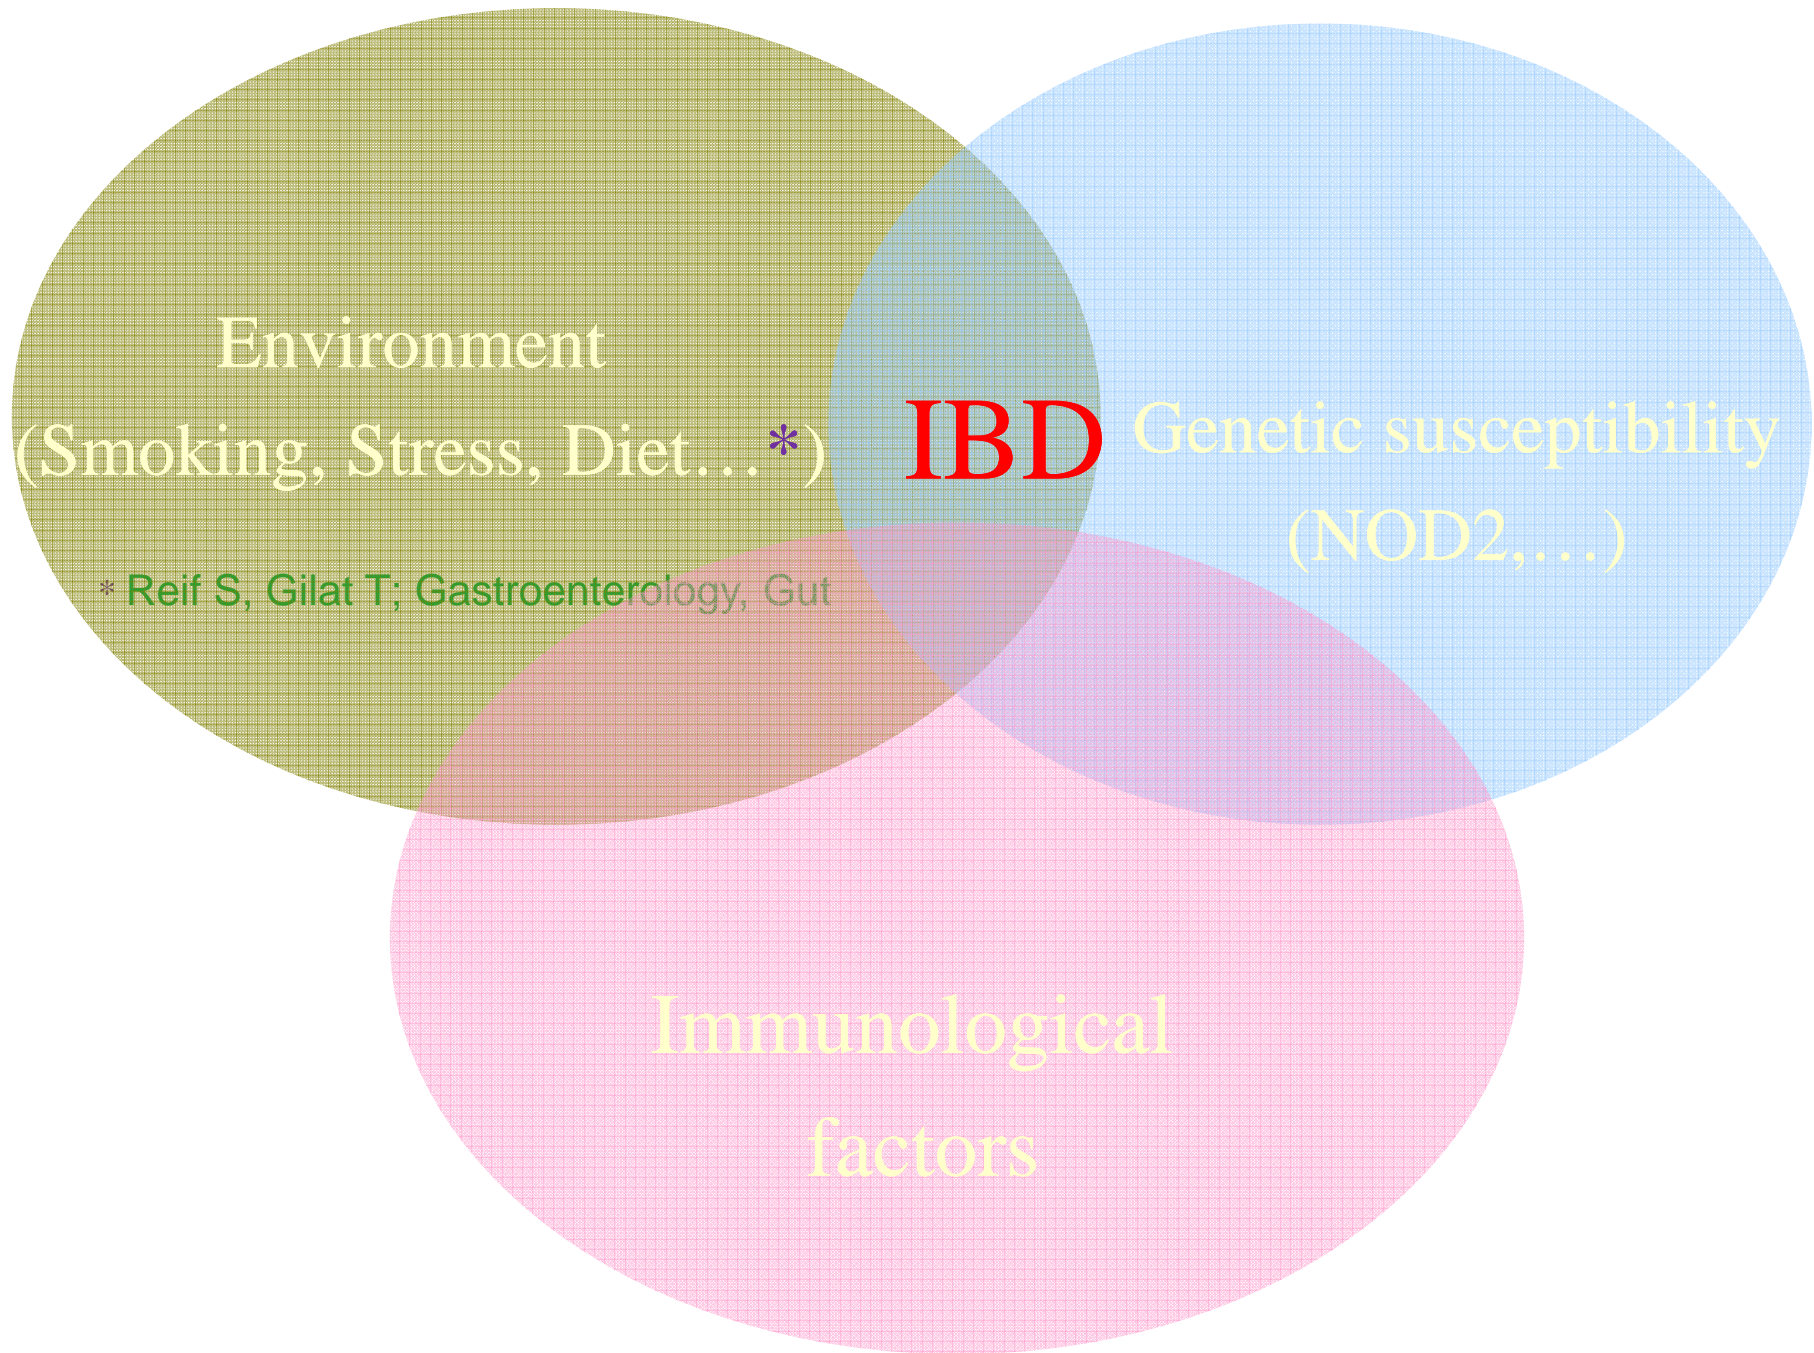 Environment
(Smoking, Stress, Diet…*)
* Reif S, Gilat T; Gastroenterology, Gut
IBD
Genetic susceptibility
(NOD2,…)
Immunological
factors